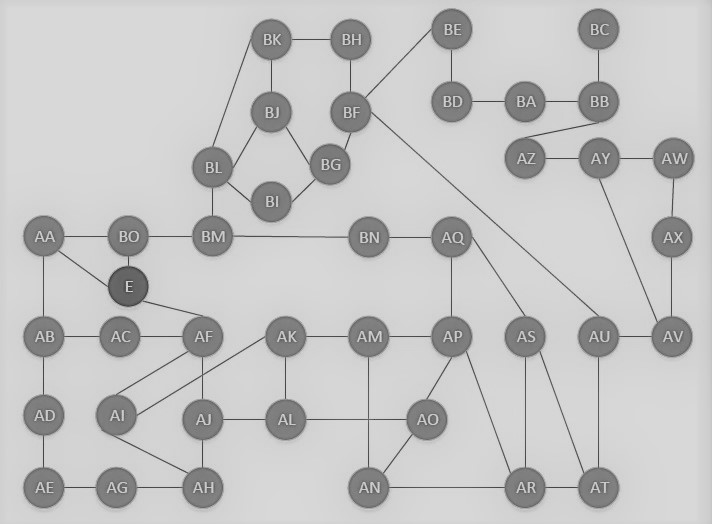 BK BH BE BC
BJ BF BD BA BB
BL BG AZ AY AW
BI
AA BO BM BN AQ AX
E
AB AC AF AK AM AP AS AU AV
AD AI AJ AL AO
AE AG AH AN AR AT